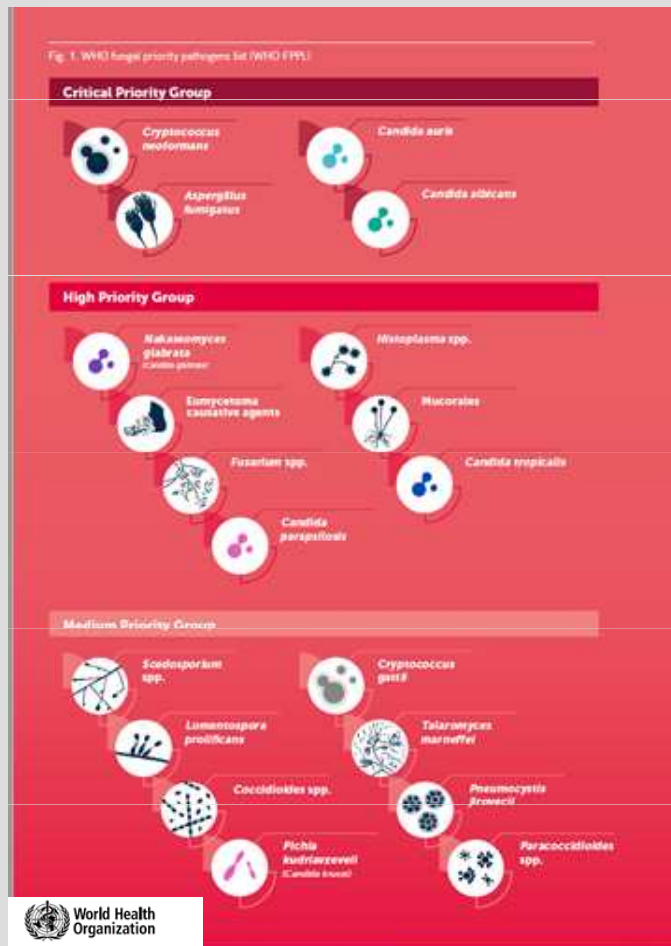 Fig. 1. WHO fungal priority pathogens list (WHO FPPL)
Critical Priority Group
Cryptococcus
neoformans
Aspergillus
fumigatus
Candida auris
Candida albicans
High Priority Group
Nakaseomyces
glabrata
(Candida glabrata)
Eumycetoma
causative agents
Fusarium spp.
Candida
parapsilosis
Histoplasma spp.
Mucorales
Candida tropicalis
Medium Priority Group
Scedosporium
spp.
Lomentospora
prolificans
Coccidioides spp.
Pichia
kudriavzeveii
(Candida krusei)
Cryptococcus
gattii
Talaromyces
marneffei
Pneumocystis
jirovecii
Paracoccidioides
spp.
World Health
Organization